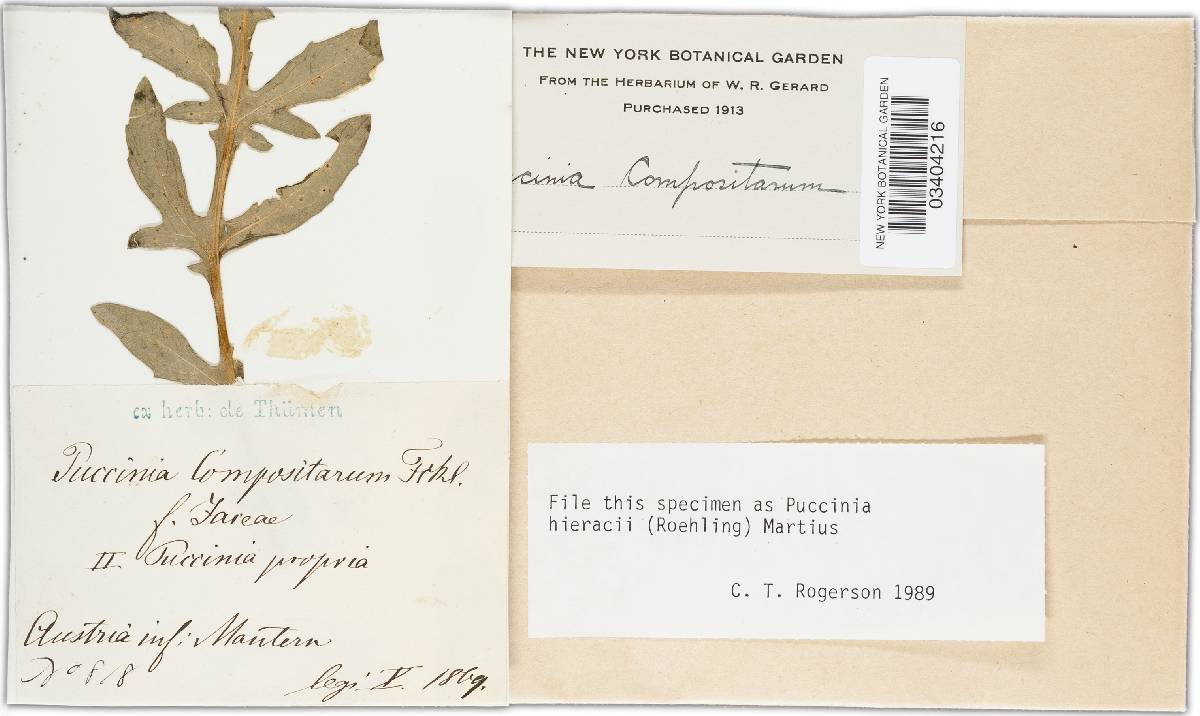 THE NEW YORK BOTANICAL GARDEN
FROM THE HERBARIUM OF W. R. GERARD
PURCHASED 1913
cinia Compositarum
NEW YORK BOTANICAL GARDEN
03404216
ex herb: de Thümen
Puccinia Compositarum Schl.
f. Jaceae
II. Puccinia propria
Austria inf: Mautern
No 818
legi. V. 1869.
File this specimen as Puccinia
hieracii (Roehling) Martius
C. T. Rogerson 1989